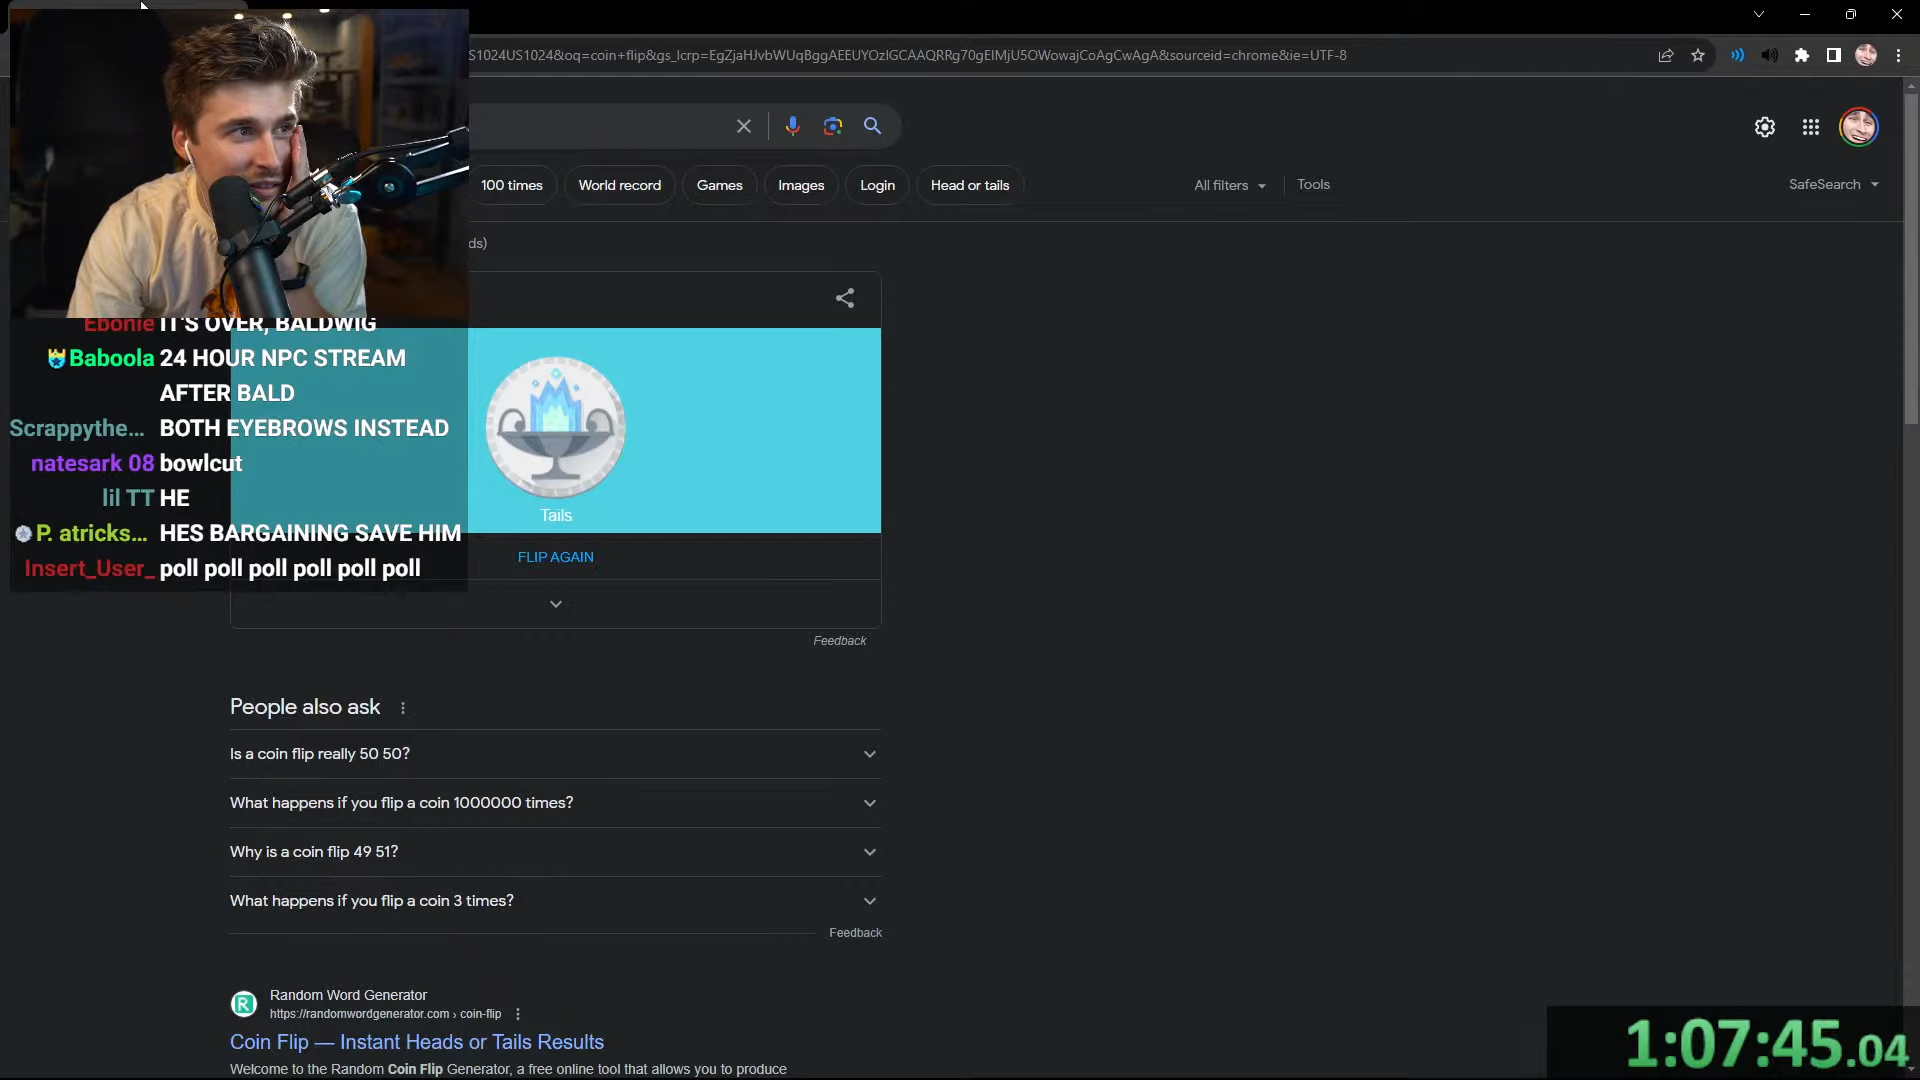 S1024US1024&oq=coin+flip&gs_lcrp=EgZjaHJvbWUqBggAEEUYOzIGCAAQRRg70gEIMjU5OWowajCoAgCwAgA&sourceid=chrome&ie=UTF-8
100 times
World record
Games
Images
Login
Head or tails
All filters
Tools
SafeSearch
ds)
Ebonie IT'S OVER, BALDWIG
Baboola 24 HOUR NPC STREAM
AFTER BALD
Scrappythe... BOTH EYEBROWS INSTEAD
natesark 08 bowlcut
lil TT HE
P. atricks... HES BARGAINING SAVE HIM
Insert_User_ poll poll poll poll poll poll
Tails
FLIP AGAIN
Feedback
People also ask
Is a coin flip really 50 50?
What happens if you flip a coin 1000000 times?
Why is a coin flip 49 51?
What happens if you flip a coin 3 times?
Feedback
R
Random Word Generator
https://randomwordgenerator.com › coin-flip
Coin Flip — Instant Heads or Tails Results
Welcome to the Random Coin Flip Generator, a free online tool that allows you to produce
1:07:45.04